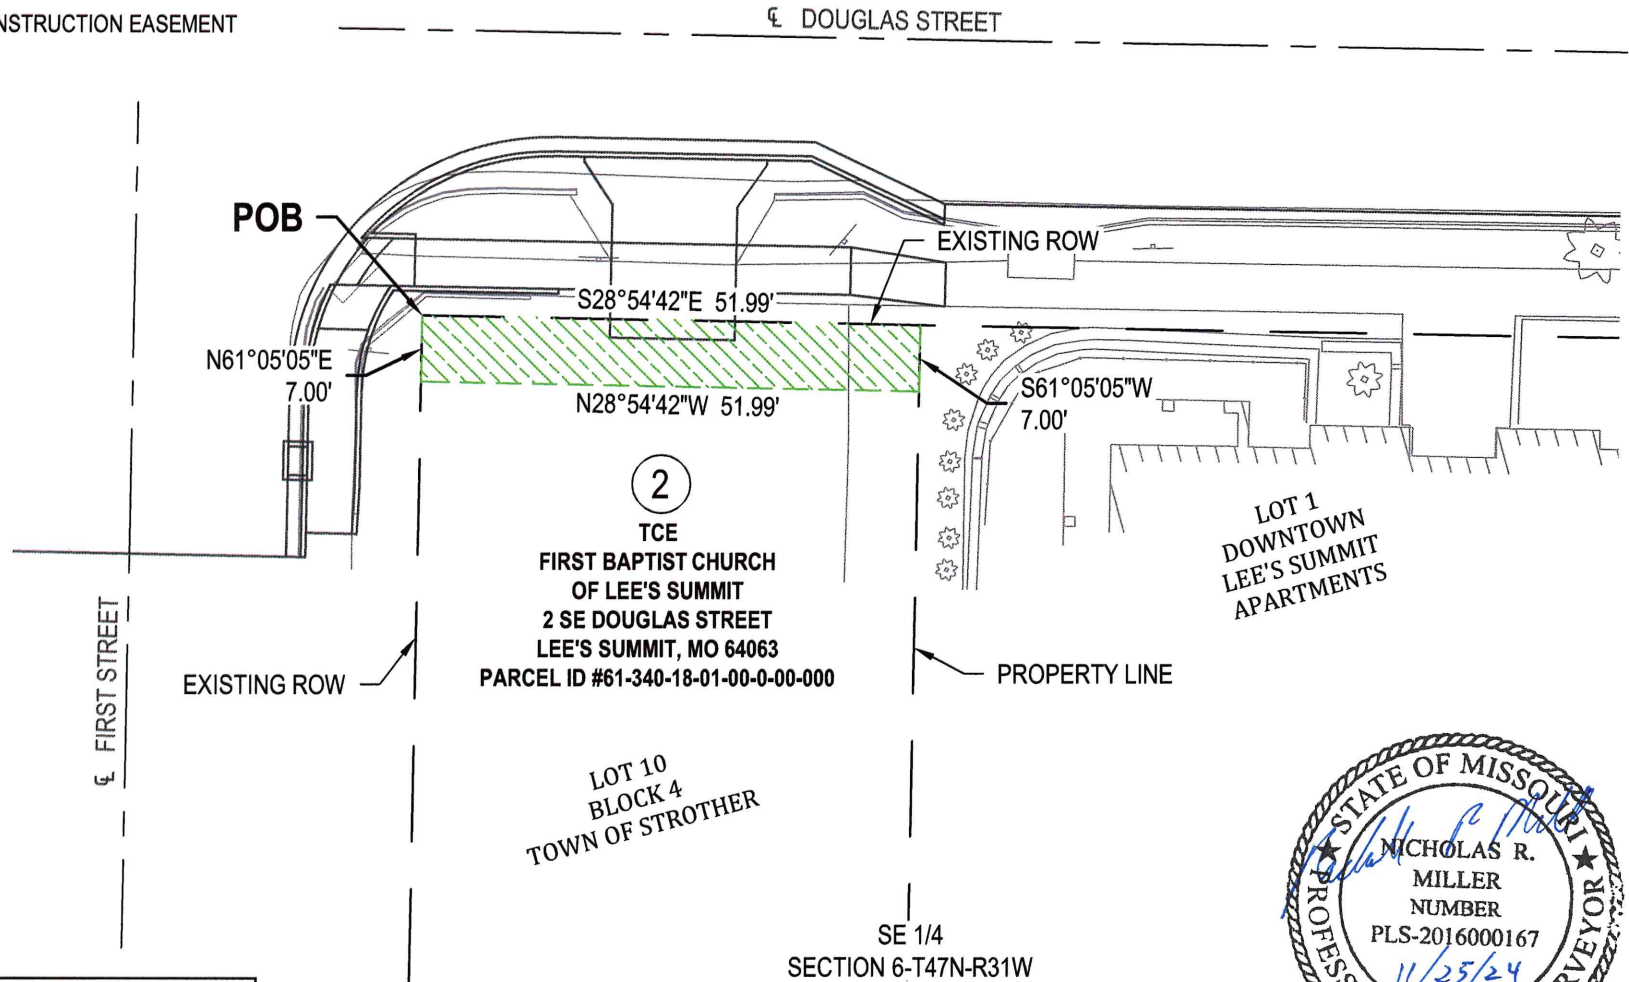 NSTRUCTION EASEMENT
℄ DOUGLAS STREET
POB
EXISTING ROW
S28°54'42"E 51.99'
N61°05'05"E
7.00'
N28°54'42"W 51.99'
S61°05'05"W
7.00'
2
TCE
FIRST BAPTIST CHURCH
OF LEE'S SUMMIT
2 SE DOUGLAS STREET
LEE'S SUMMIT, MO 64063
PARCEL ID #61-340-18-01-00-0-00-000
LOT 1
DOWNTOWN
LEE'S SUMMIT
APARTMENTS
℄ FIRST STREET
EXISTING ROW
PROPERTY LINE
LOT 10
BLOCK 4
TOWN OF STROTHER
SE 1/4
SECTION 6-T47N-R31W
STATE OF MISSOURI
NICHOLAS R.
MILLER
NUMBER
PLS-2016000167
11/25/24
PROFESS
RVEYOR